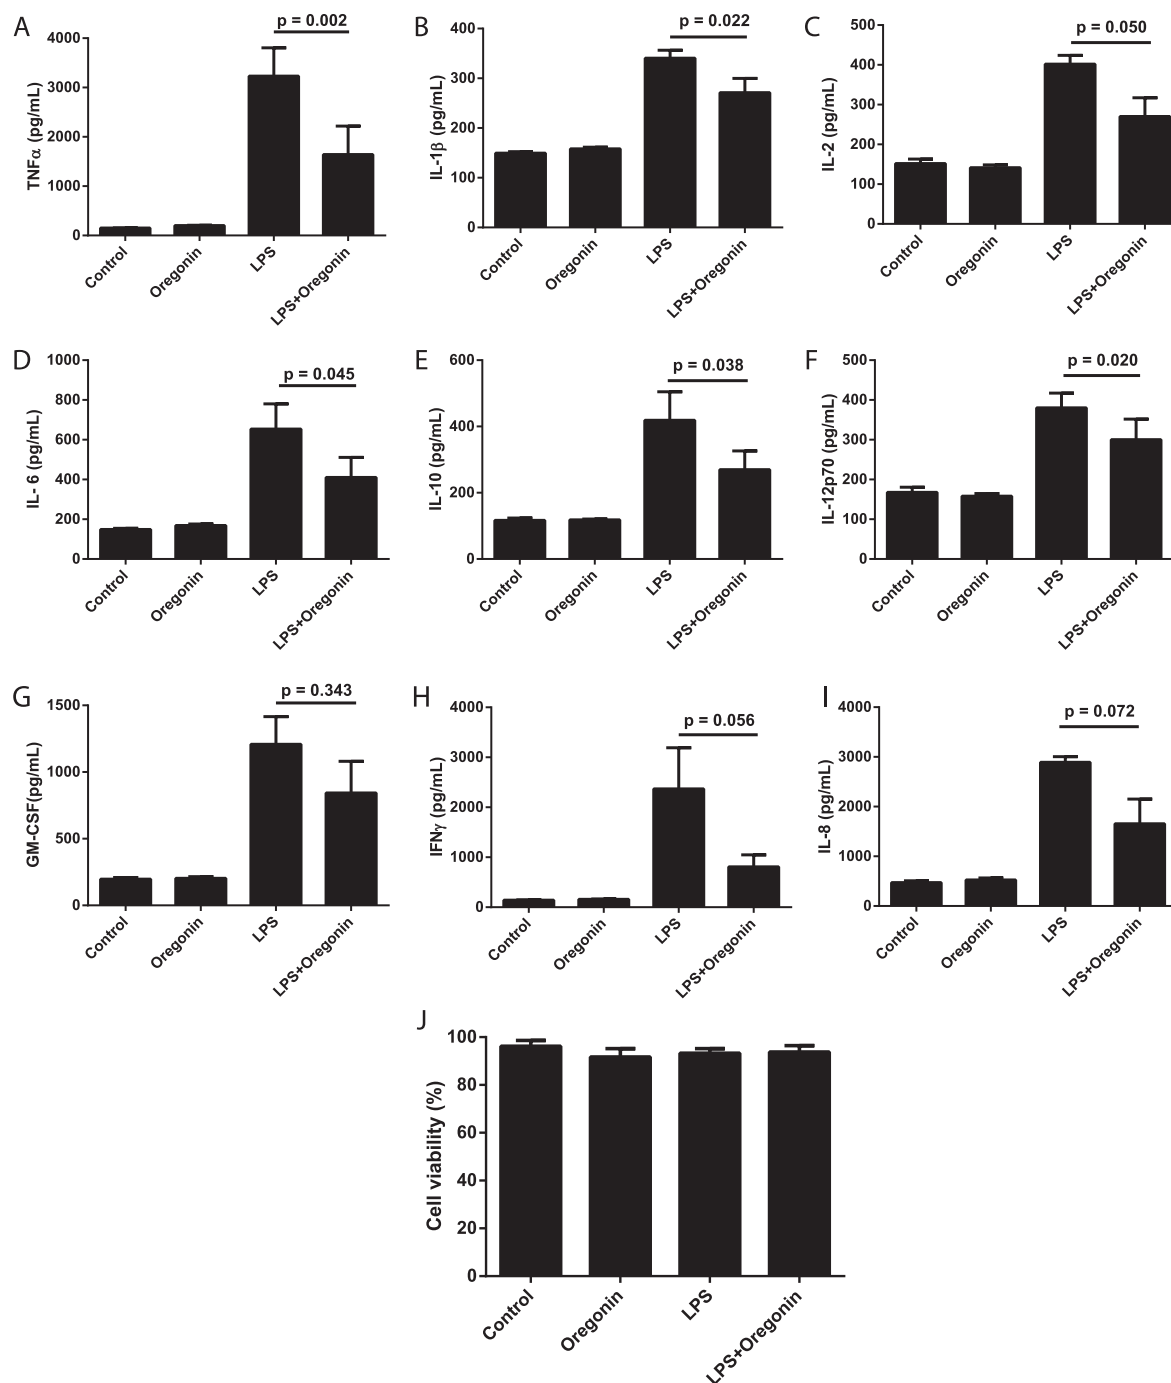 A
p = 0.002
TNFα (pg/mL)
4000
3000
2000
1000
0
Control
Oregonin
LPS
LPS+Oregonin
B
p = 0.022
IL-1β (pg/mL)
400
300
200
100
0
Control
Oregonin
LPS
LPS+Oregonin
C
p = 0.050
IL-2 (pg/mL)
500
400
300
200
100
0
Control
Oregonin
LPS
LPS+Oregonin
D
p = 0.045
IL- 6 (pg/mL)
1000
800
600
400
200
0
Control
Oregonin
LPS
LPS+Oregonin
E
p = 0.038
IL-10 (pg/mL)
600
400
200
0
Control
Oregonin
LPS
LPS+Oregonin
F
p = 0.020
IL-12p70 (pg/mL)
500
400
300
200
100
0
Control
Oregonin
LPS
LPS+Oregonin
G
p = 0.343
GM-CSF(pg/mL)
1500
1000
500
0
Control
Oregonin
LPS
LPS+Oregonin
H
p = 0.056
IFNγ (pg/mL)
4000
3000
2000
1000
0
Control
Oregonin
LPS
LPS+Oregonin
I
p = 0.072
IL-8 (pg/mL)
4000
3000
2000
1000
0
Control
Oregonin
LPS
LPS+Oregonin
J
Cell viability (%)
100
80
60
40
20
0
Control
Oregonin
LPS
LPS+Oregonin